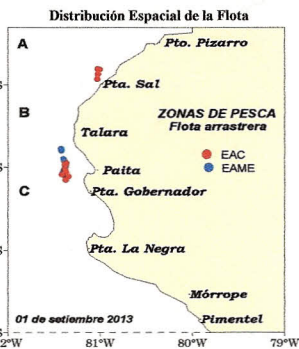 Distribución Espacial de la Flota
A
Pto. Pizarro
S
Pta. Sal
B
ZONAS DE PESCA
Flota arrastrera
Talara
EAC
S
Paita
EAME
C
Pta. Gobernador
S
Pta. La Negra
Mórrope
01 de setiembre 2013
Pimentel
S
2°W
81°W
80°W
79°W